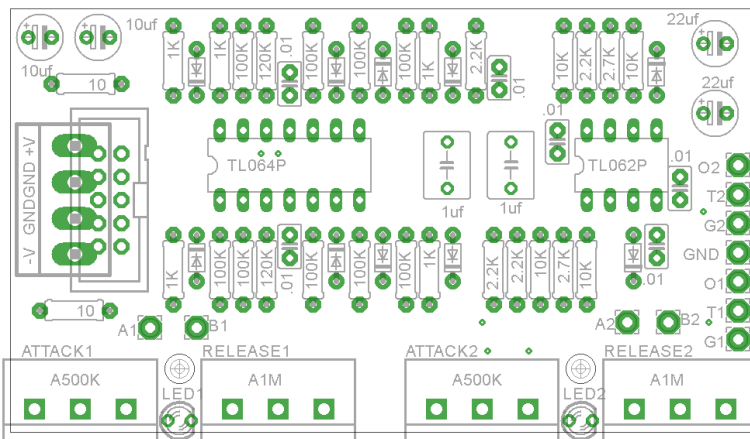 10uf
10uf
10
1K
1K
100K
120K
.01
100K
100K
100K
1K
2.2K
.01
10K
2.2K
2.7K
10K
22uf
22uf
-V GND GND +V
TL064P
1uf
1uf
.01
TL062P
.01
O2
T2
G2
GND
O1
T1
G1
1K
100K
100K
120K
.01
100K
100K
100K
1K
2.2K
2.2K
10K
2.7K
10K
.01
10
A1
B1
A2
B2
ATTACK1
RELEASE1
ATTACK2
RELEASE2
A500K
LED1
A1M
A500K
LED2
A1M